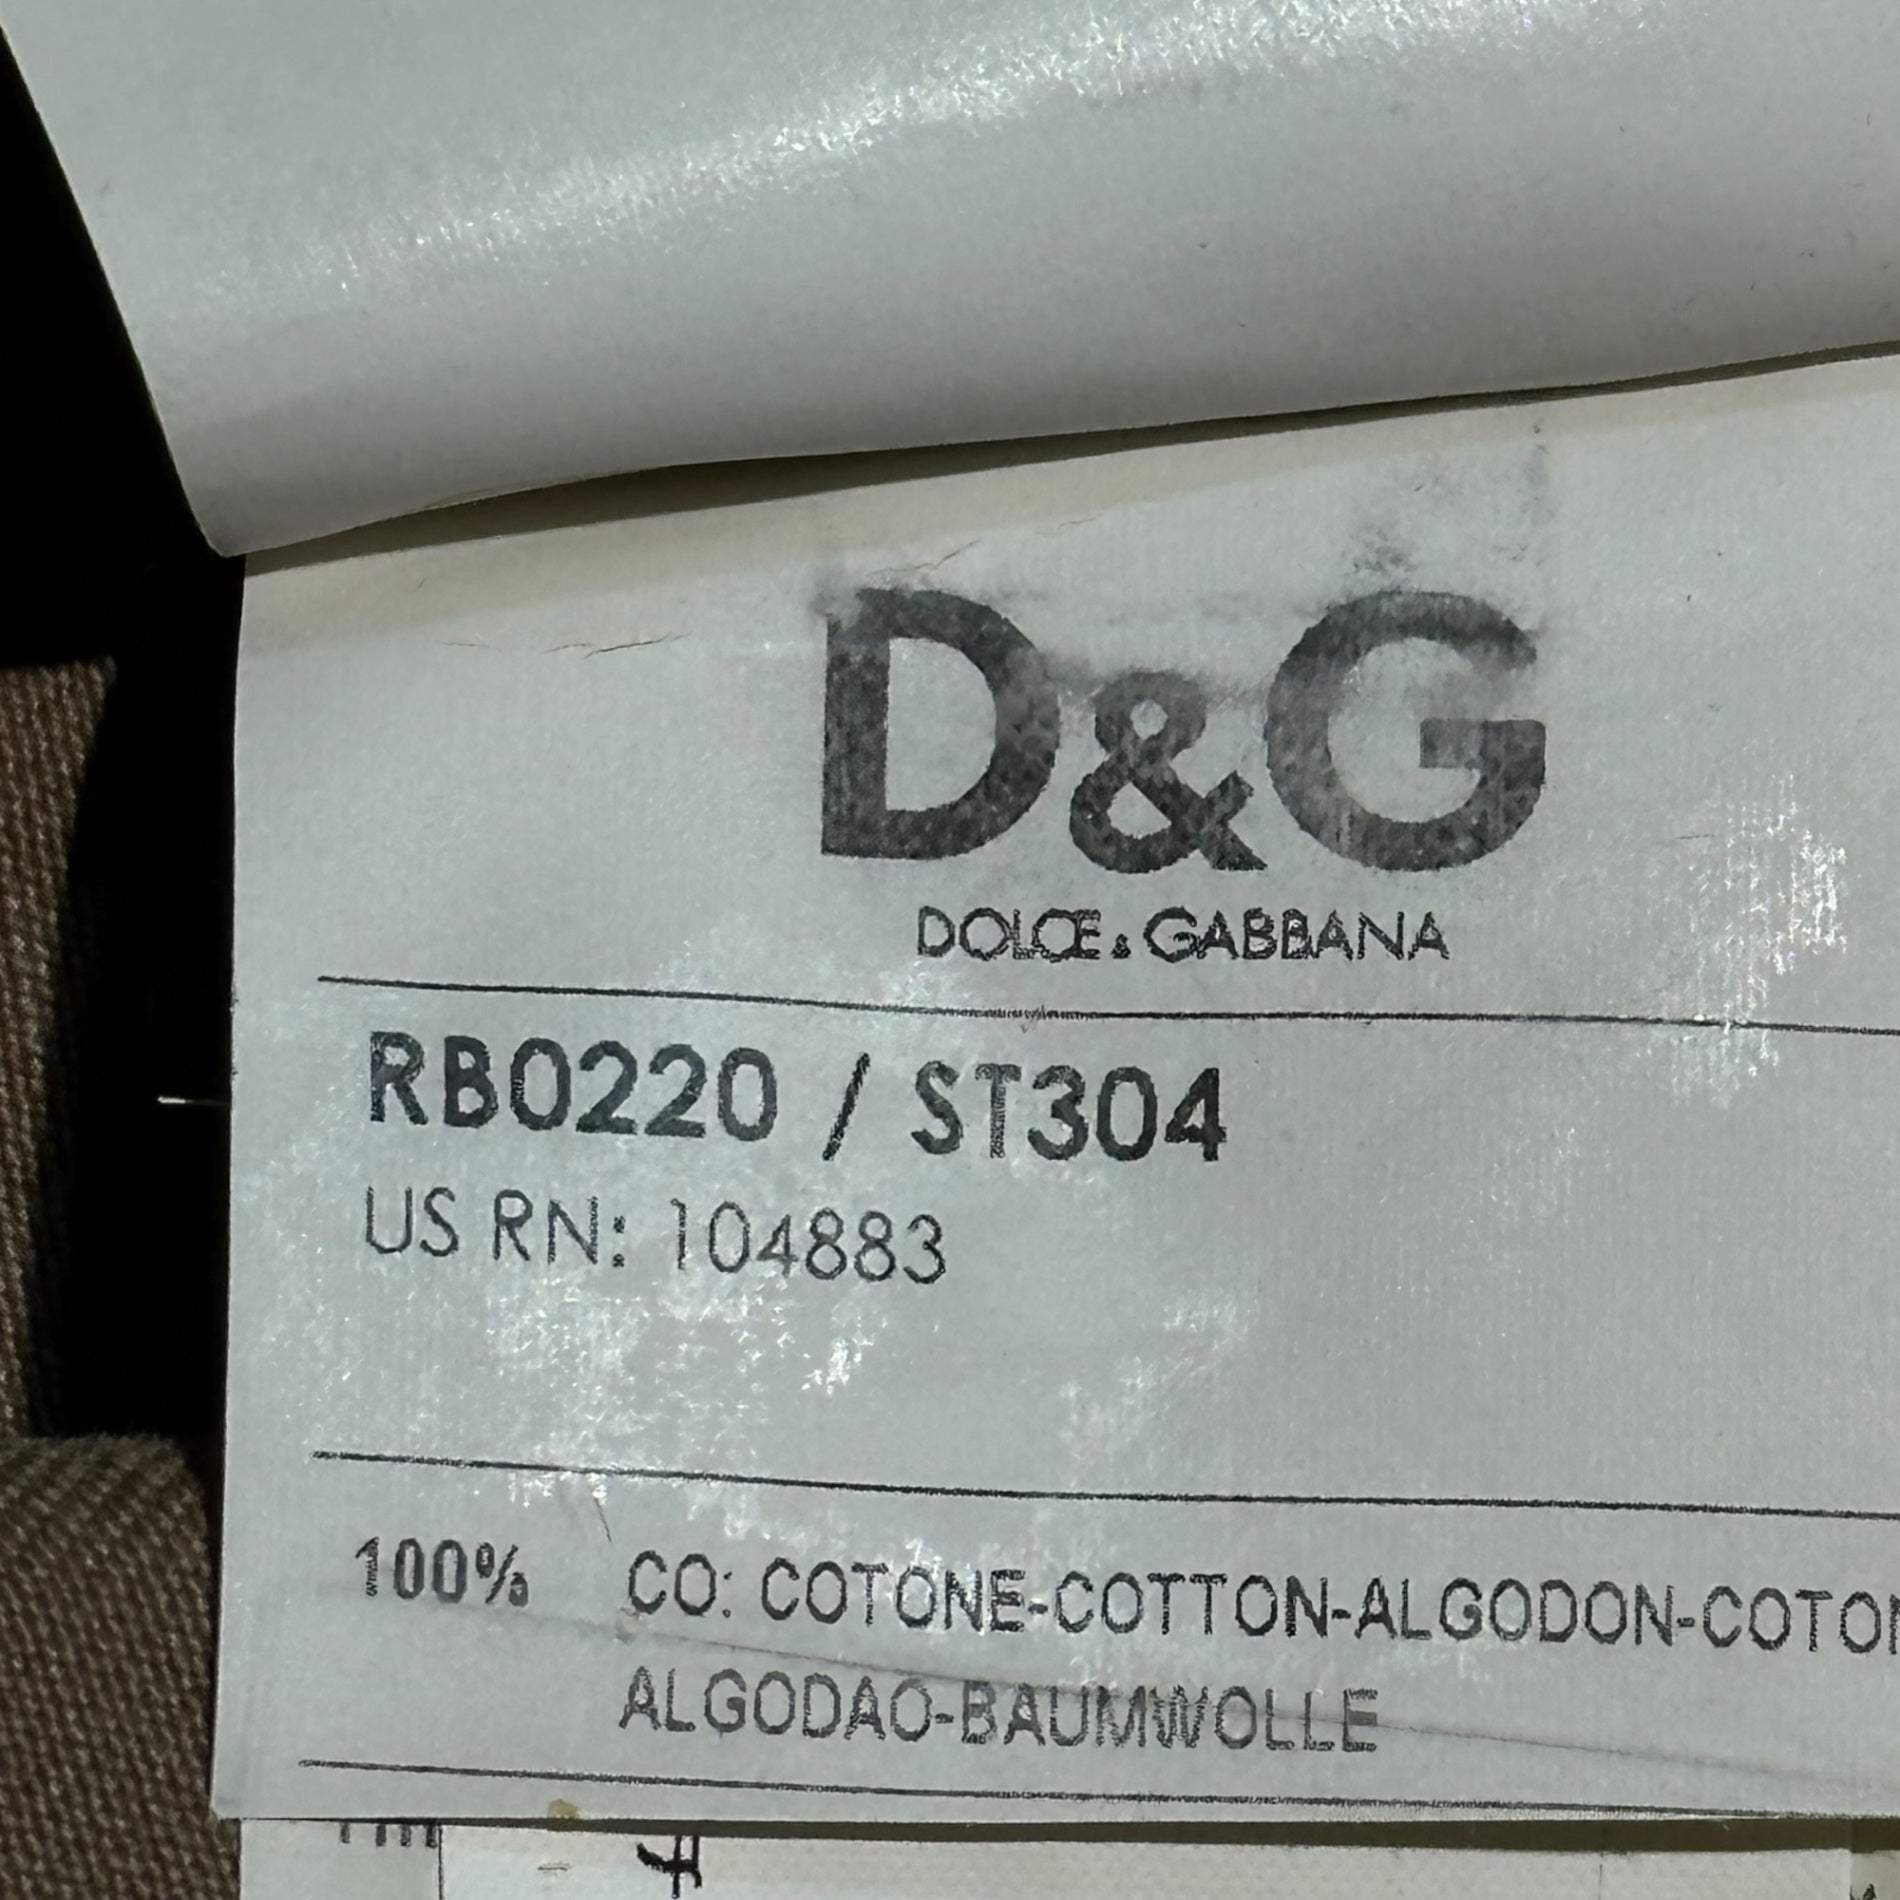 D&G
DOLCE & GABBANA
RB0220 / ST304
US RN: 104883
100% CO: COTONE-COTTON-ALGODON-COTON
ALGODAO-BAUMWOLLE